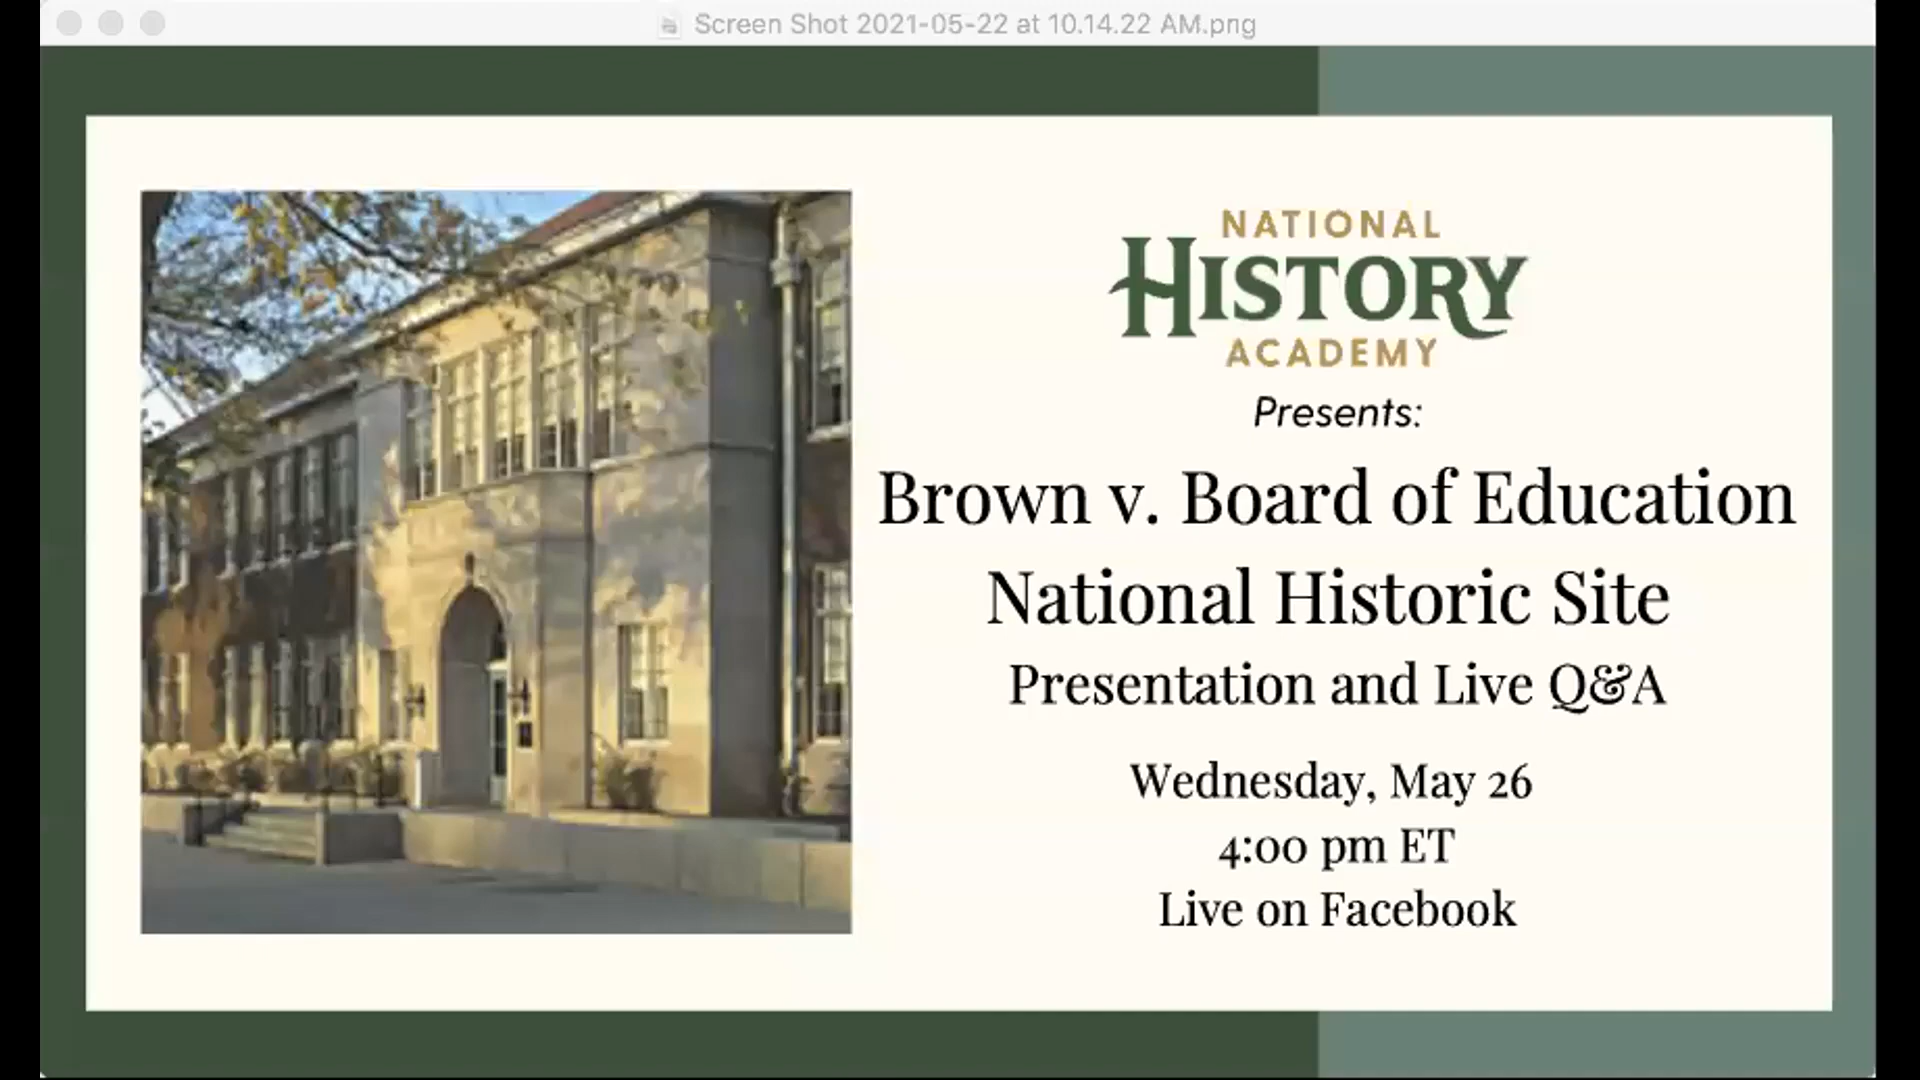 Screen Shot 2021-05-22 at 10.14.22 AM.png
NATIONAL
HISTORY
ACADEMY
Presents:
Brown v. Board of Education
National Historic Site
Presentation and Live Q&A
Wednesday, May 26
4:00 pm ET
Live on Facebook